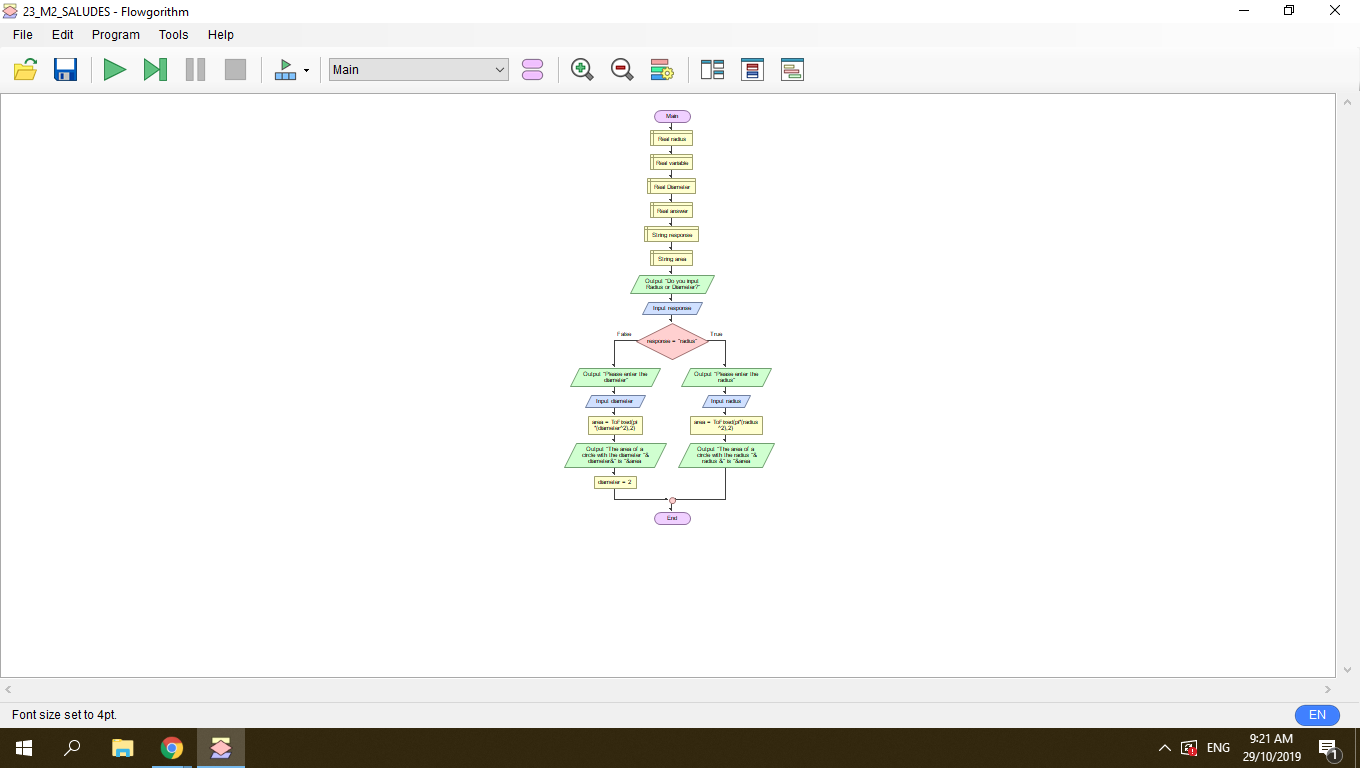 23_M2_SALUDES - Flowgorithm
File Edit Program Tools Help
Main
Main
Real radius
Real variable
Real Diameter
Real answer
String response
String area
Output "Do you input
Radius or Diameter?"
Input response
False
True
response = "radius"
Output "Please enter the
diameter"
Output "Please enter the
radius"
Input diameter
Input radius
area = ToFixed(pi
*(diameter^2),2)
area = ToFixed(pi*(radius
^2),2)
Output "The area of a
circle with the diameter "&
diameter&" is "&area
Output "The area of a
circle with the radius "&
radius &" is "&area
diameter = 2
End
Font size set to 4pt.
EN
ENG
9:21 AM
29/10/2019
1